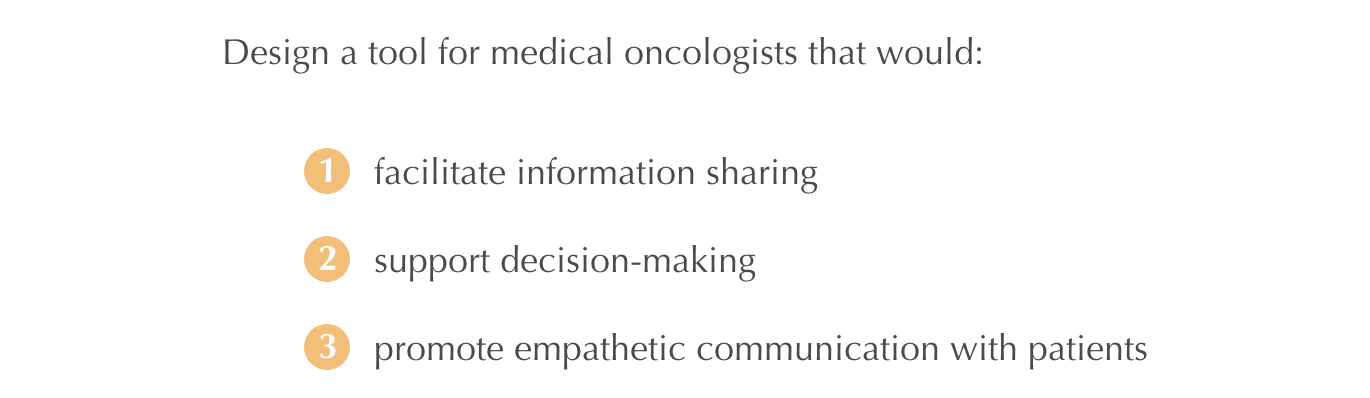 Design a tool for medical oncologists that would:
1 facilitate information sharing
2 support decision-making
3 promote empathetic communication with patients